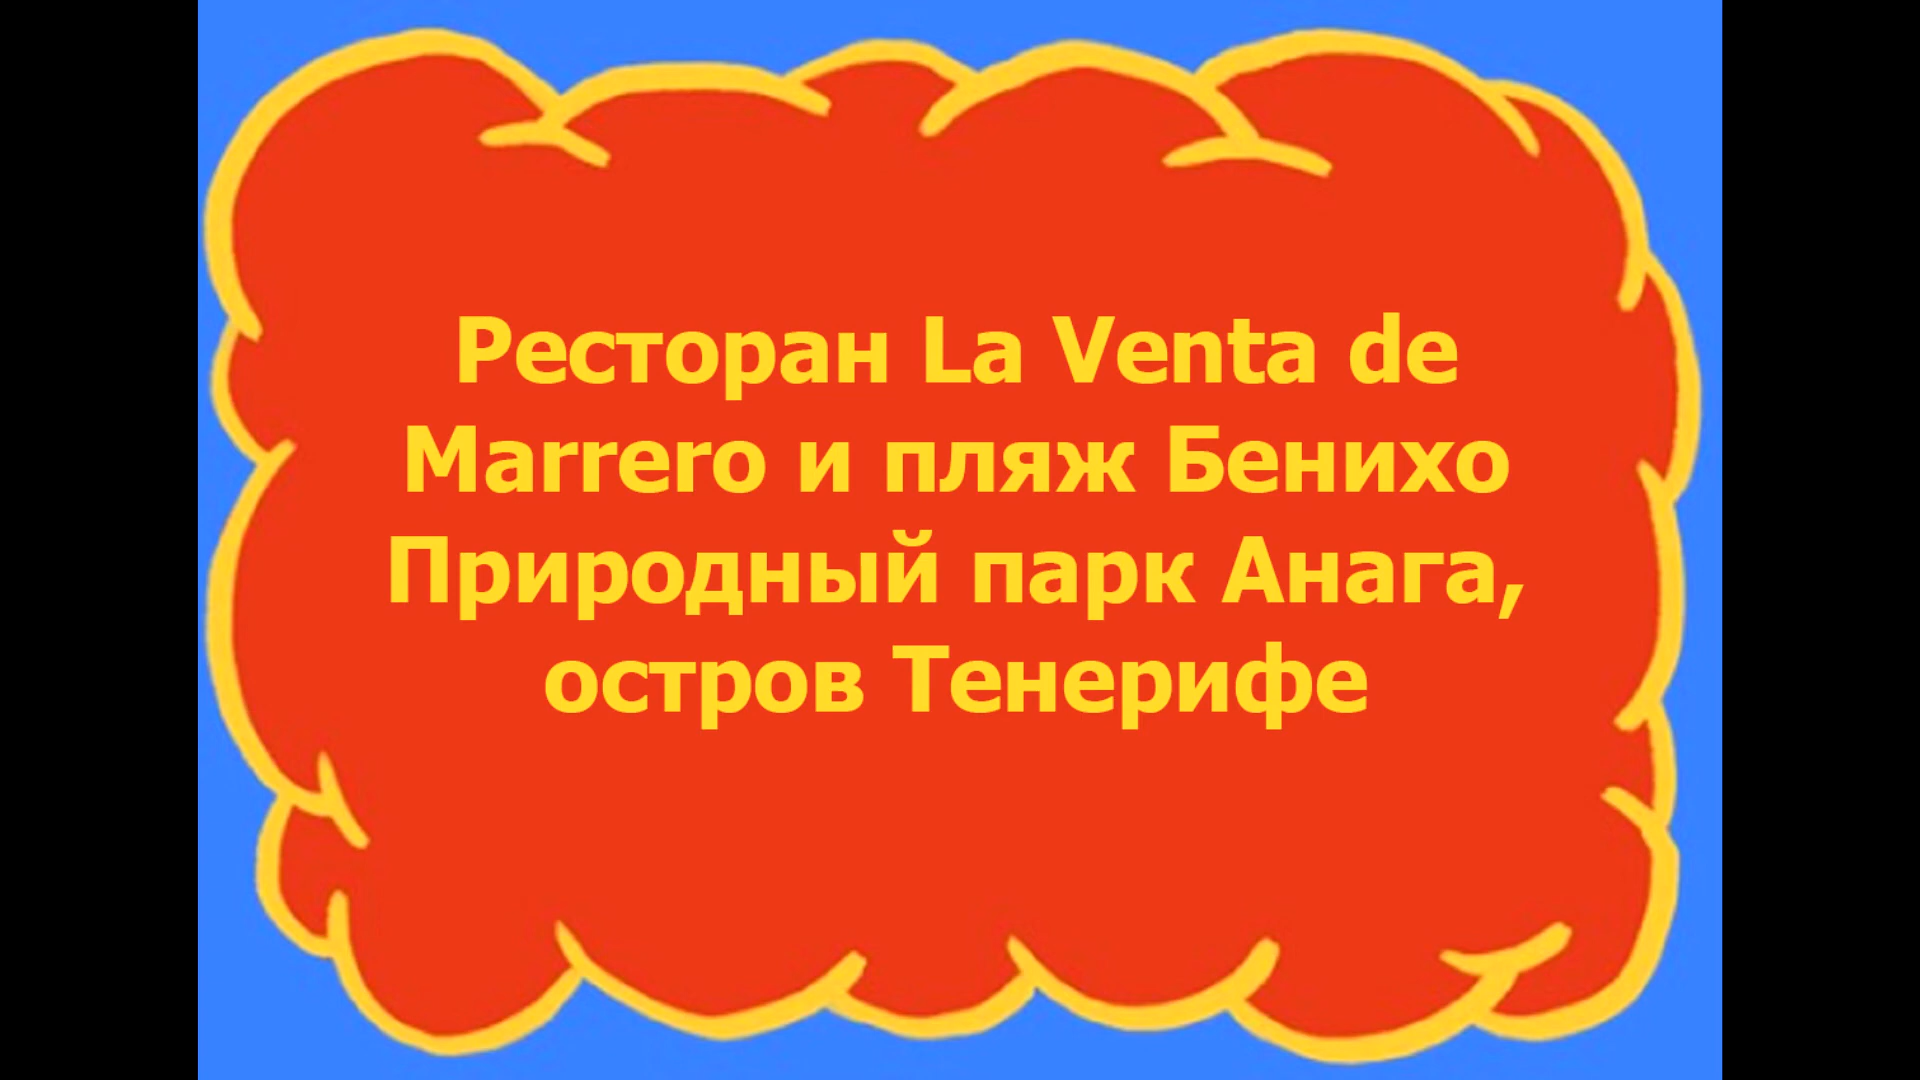 Ресторан La Venta de
Marrero и пляж Бенихо
Природный парк Анага,
остров Тенерифе